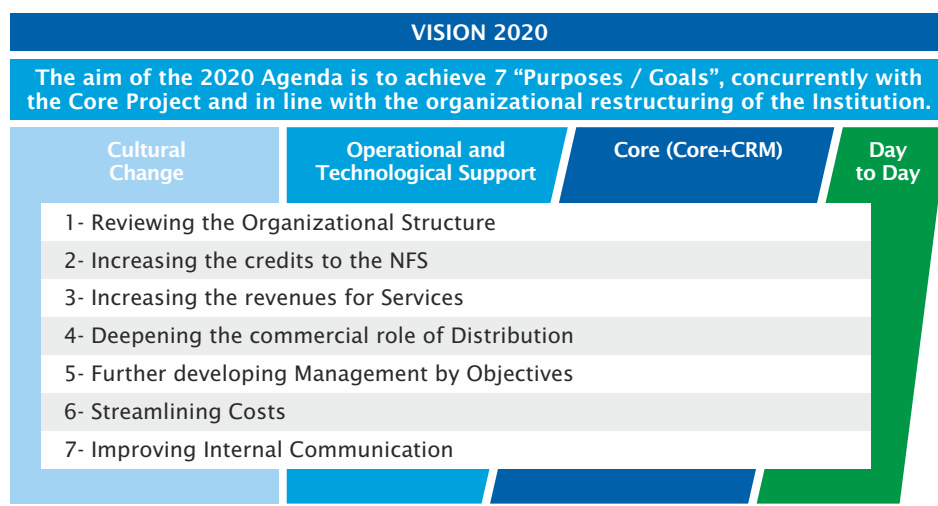 VISION 2020
The aim of the 2020 Agenda is to achieve 7 “Purposes / Goals”, concurrently with
the Core Project and in line with the organizational restructuring of the Institution.
Cultural
Change
Operational and
Technological Support
Core (Core+CRM)
Day
to Day
1- Reviewing the Organizational Structure
2- Increasing the credits to the NFS
3- Increasing the revenues for Services
4- Deepening the commercial role of Distribution
5- Further developing Management by Objectives
6- Streamlining Costs
7- Improving Internal Communication